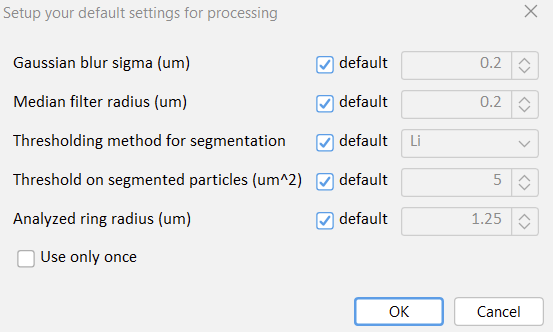 Setup your default settings for processing
Gaussian blur sigma (um) default 0.2
Median filter radius (um) default 0.2
Thresholding method for segmentation default Li
Threshold on segmented particles (um^2) default 5
Analyzed ring radius (um) default 1.25
Use only once
OK Cancel